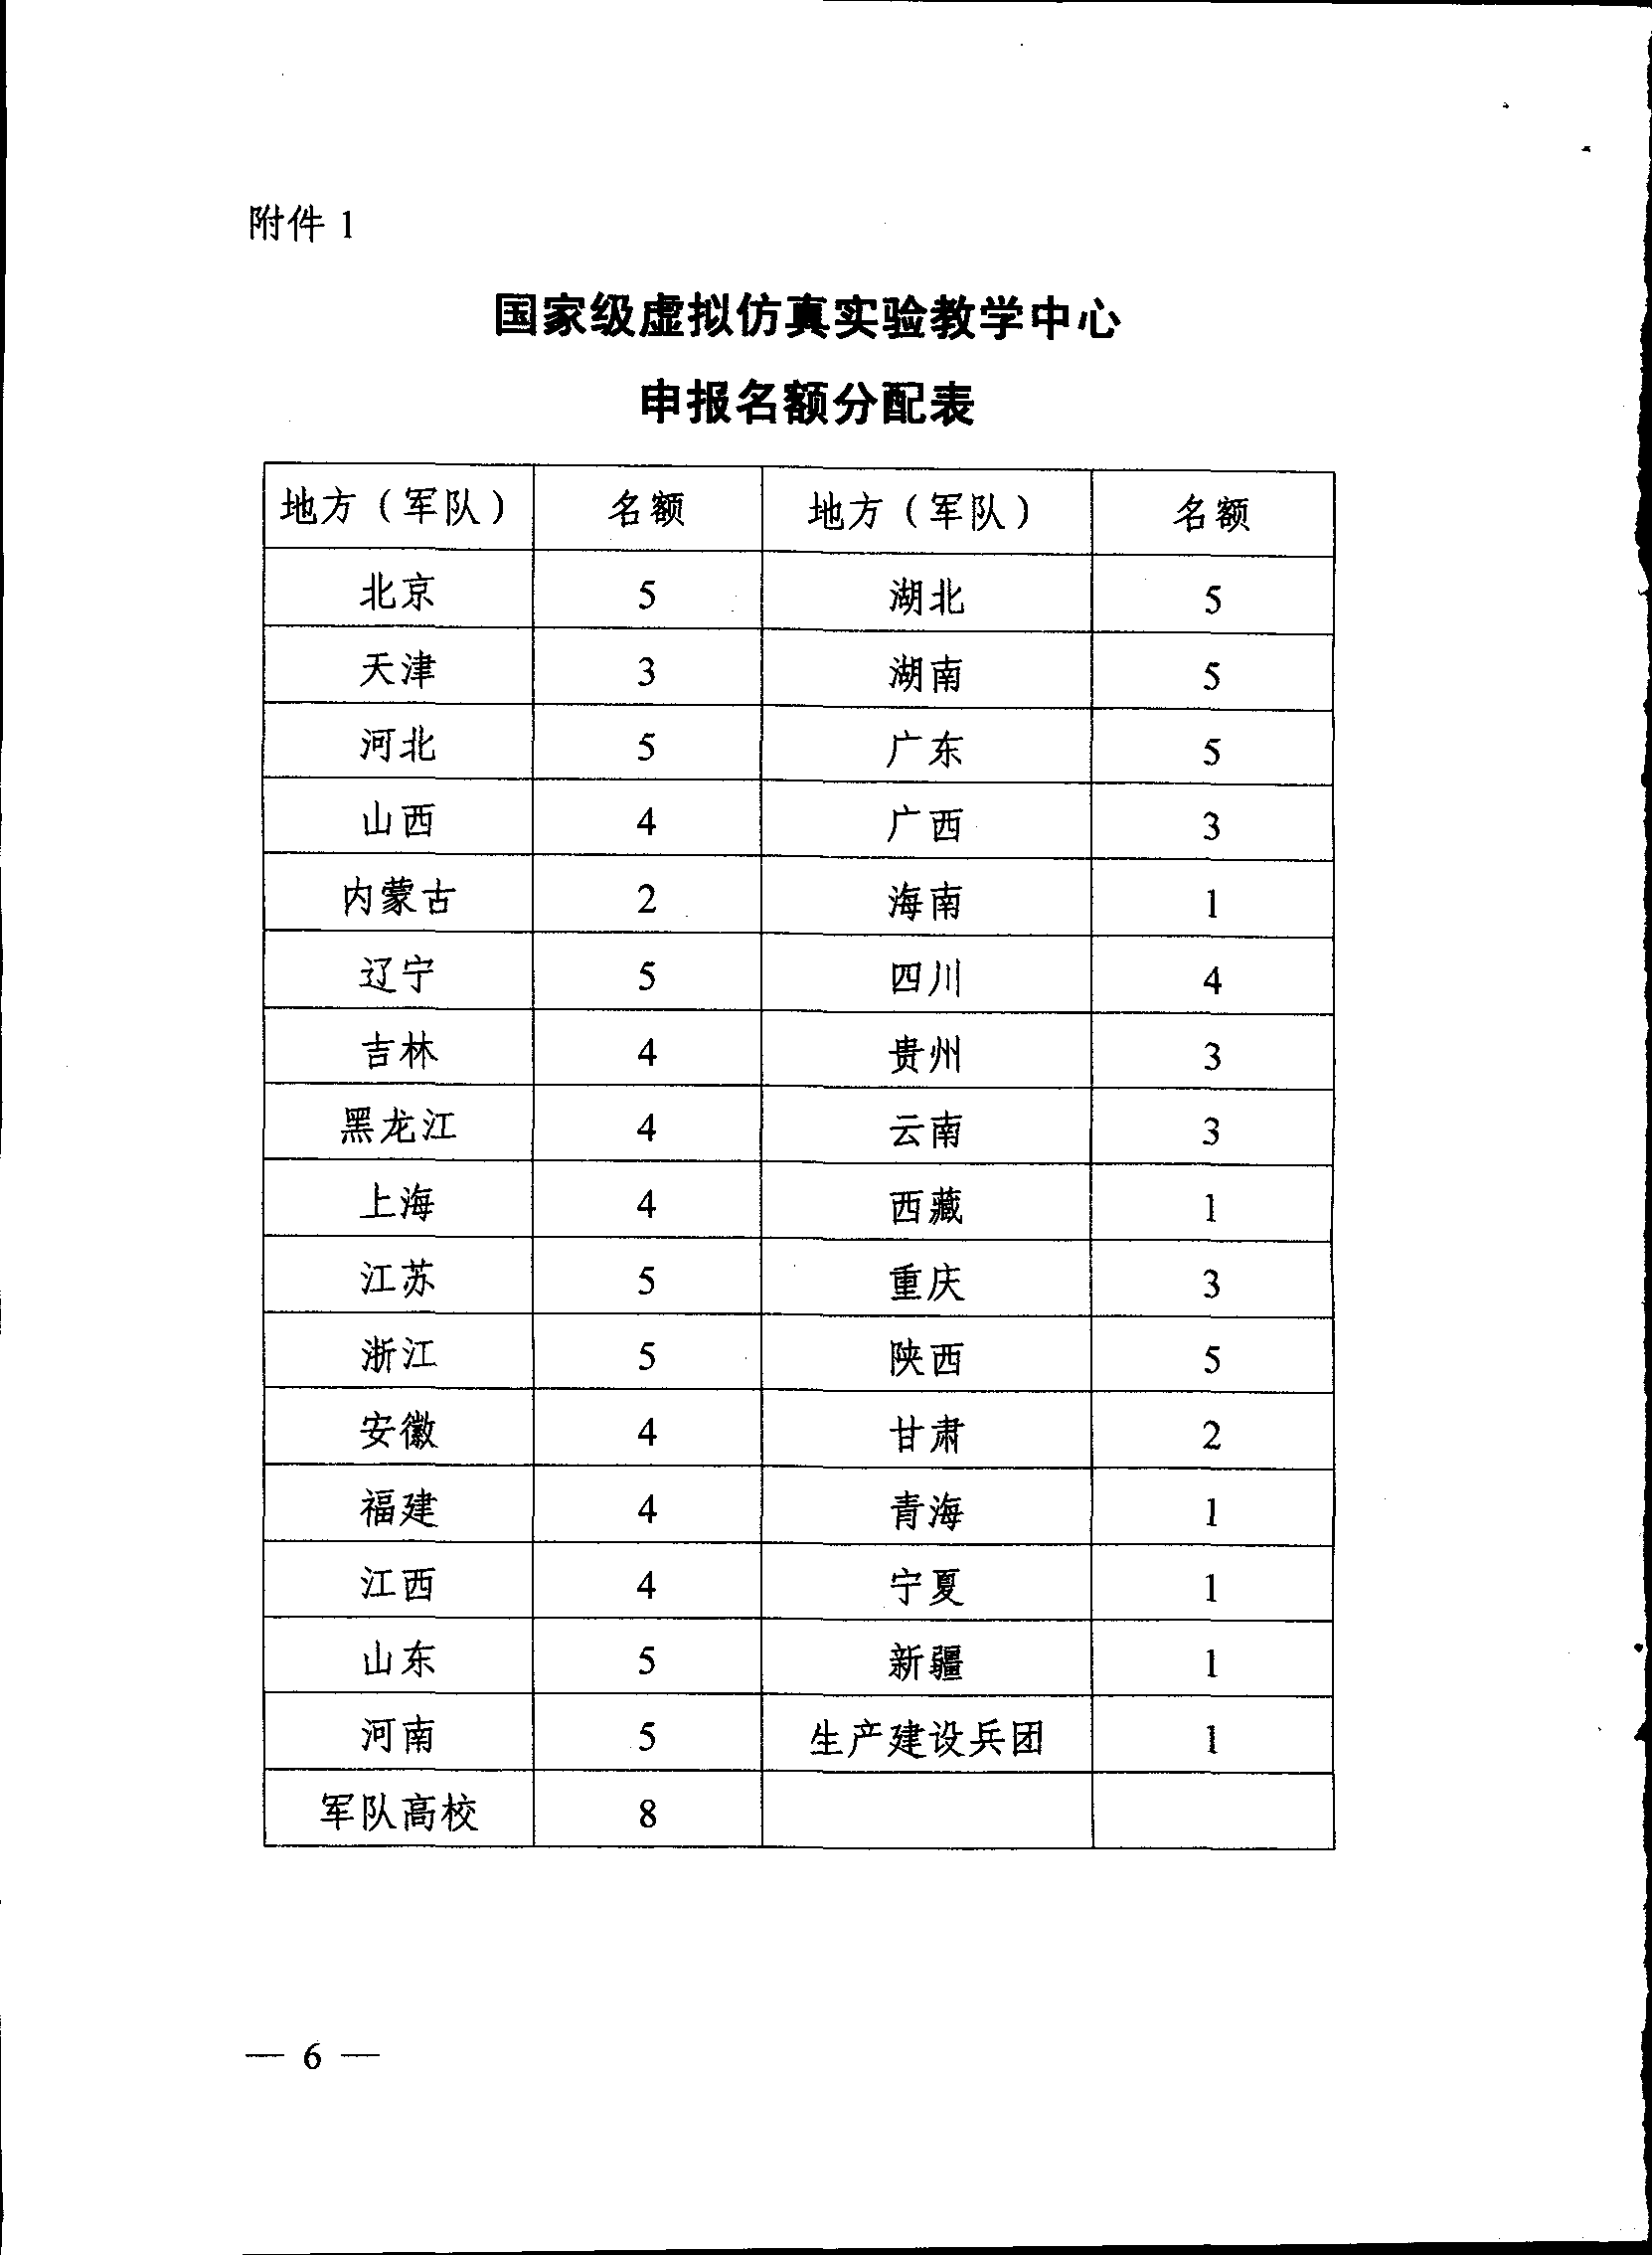 附件 1
国家级虚拟仿真实验教学中心
申报名额分配表
地方（军队） 名额 地方（军队） 名额
北京 5 湖北 5
天津 3 湖南 5
河北 5 广东 5
山西 4 广西 3
内蒙古 2 海南 1
辽宁 5 四川 4
吉林 4 贵州 3
黑龙江 4 云南 3
上海 4 西藏 1
江苏 5 重庆 3
浙江 5 陕西 5
安徽 4 甘肃 2
福建 4 青海 1
江西 4 宁夏 1
山东 5 新疆 1
河南 5 生产建设兵团 1
军队高校 8
— 6 —